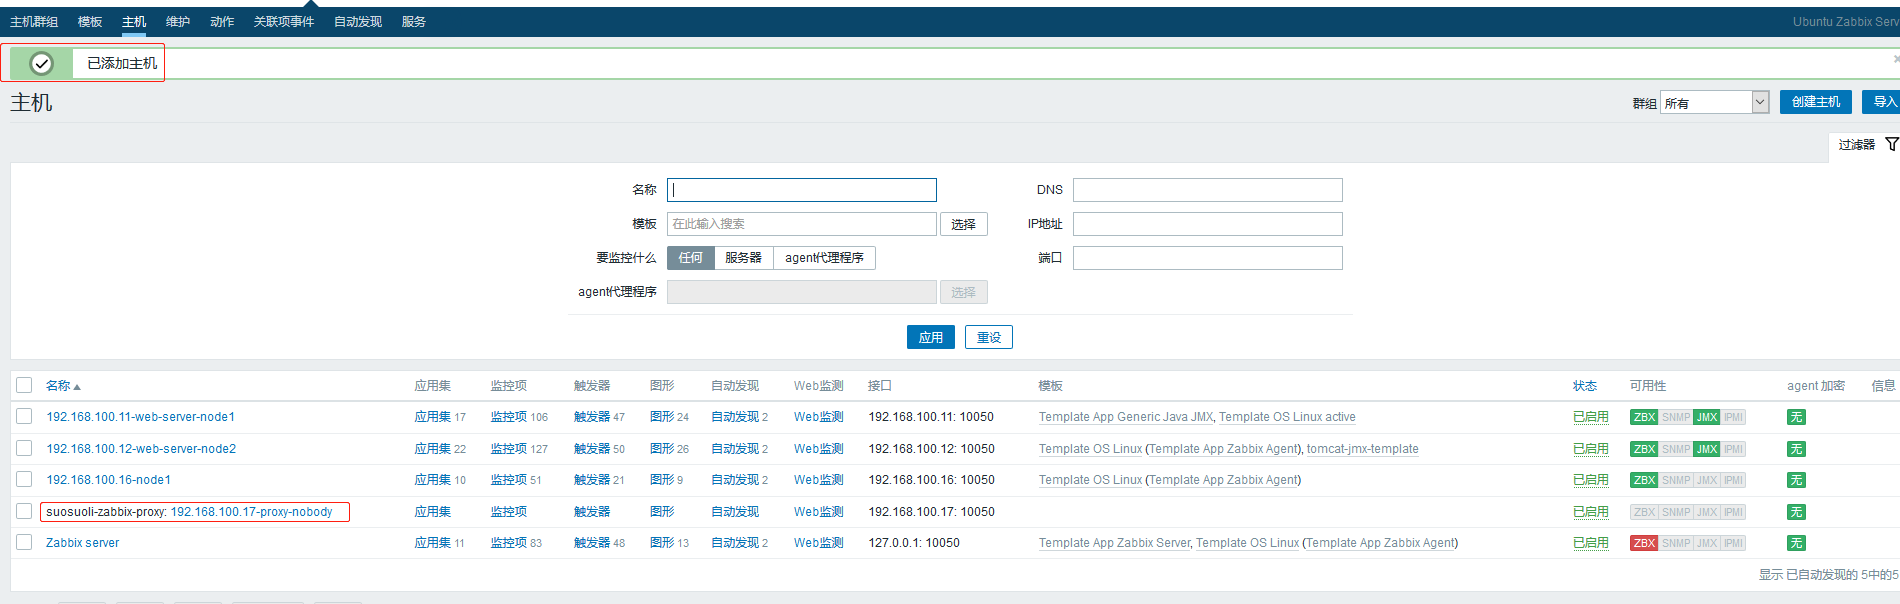 主机群组 模板 主机 维护 动作 关联项事件 自动发现 服务 Ubuntu Zabbix Serv
已添加主机
主机 群组 所有 创建主机 导入
过滤器
名称 DNS
模板 在此输入搜索 选择 IP地址
要监控什么 任何 服务器 agent代理程序 端口
agent代理程序 选择
应用 重设
名称 应用集 监控项 触发器 图形 自动发现 Web监测 接口 模板 状态 可用性 agent 加密 信息
192.168.100.11-web-server-node1 应用集 17 监控项 106 触发器 47 图形 24 自动发现 2 Web监测 192.168.100.11: 10050 Template App Generic Java JMX, Template OS Linux active 已启用 ZBX SNMP JMX IPMI 无
192.168.100.12-web-server-node2 应用集 22 监控项 127 触发器 50 图形 26 自动发现 2 Web监测 192.168.100.12: 10050 Template OS Linux (Template App Zabbix Agent), tomcat-jmx-template 已启用 ZBX SNMP JMX IPMI 无
192.168.100.16-node1 应用集 10 监控项 51 触发器 21 图形 9 自动发现 2 Web监测 192.168.100.16: 10050 Template OS Linux (Template App Zabbix Agent) 已启用 ZBX SNMP JMX IPMI 无
suosuoli-zabbix-proxy: 192.168.100.17-proxy-nobody 应用集 监控项 触发器 图形 自动发现 Web监测 192.168.100.17: 10050 已启用 ZBX SNMP JMX IPMI 无
Zabbix server 应用集 11 监控项 83 触发器 48 图形 13 自动发现 2 Web监测 127.0.0.1: 10050 Template App Zabbix Server, Template OS Linux (Template App Zabbix Agent) 已启用 ZBX SNMP JMX IPMI 无
显示 已自动发现的 5中的5